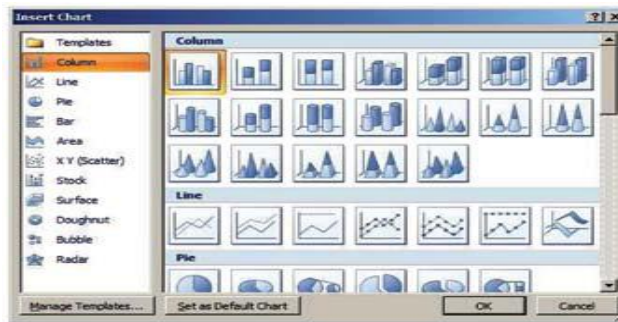 Insert Chart
Templates
Column
Line
Pie
Bar
Area
X Y (Scatter)
Stock
Surface
Doughnut
Bubble
Radar
Column
Line
Pie
Manage Templates...
Set as Default Chart
OK
Cancel